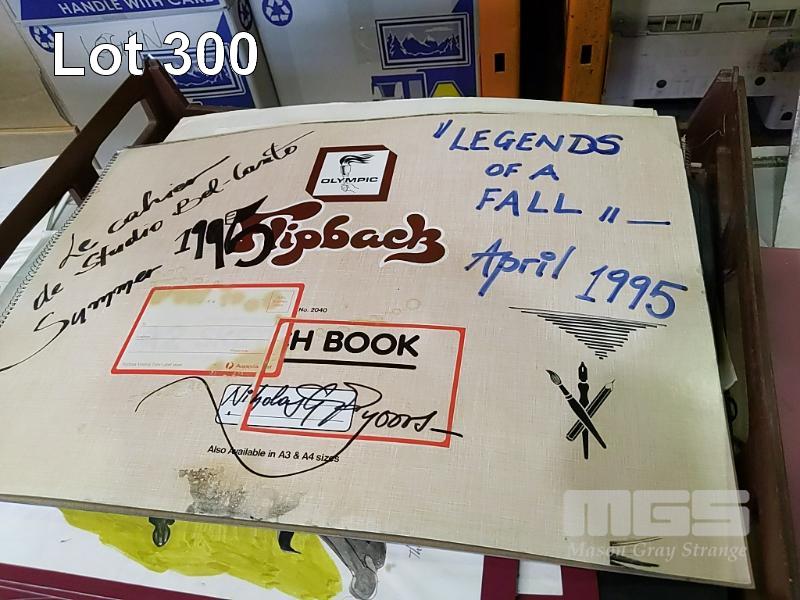 HANDLE WITH CARE
Lot 300
Le cahier
de Studio Bel-Canto
Summer 1995
OLYMPIC
Flipback
"LEGENDS
OF A
FALL" —
April 1995
No. 2040
H BOOK
Also Available in A3 & A4 sizes
MGS
Mason Gray Strange